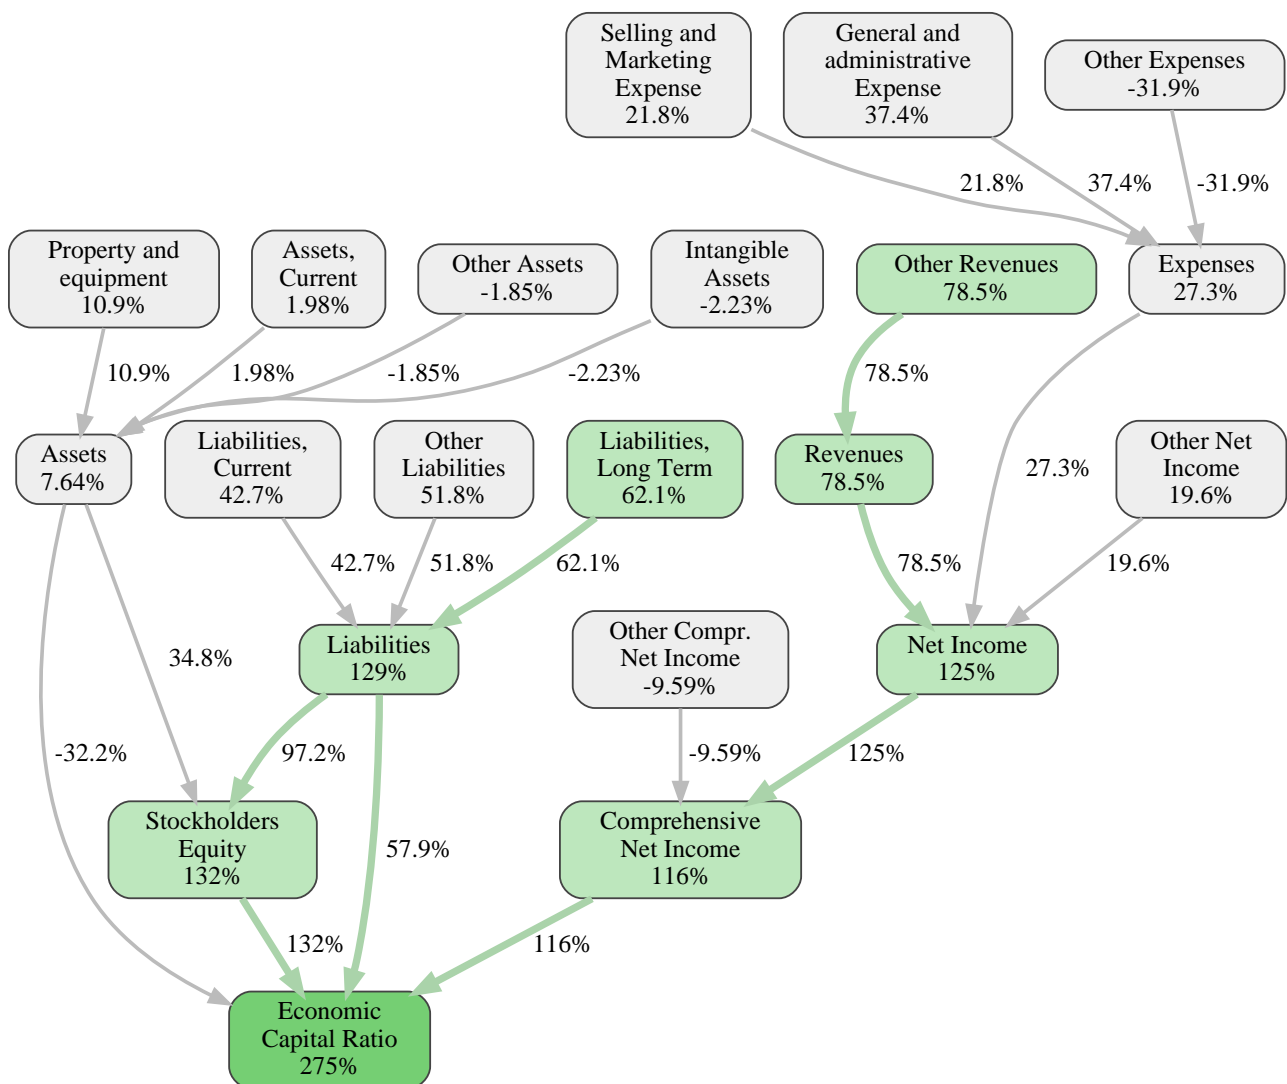 Selling and
Marketing
Expense
21.8%
General and
administrative
Expense
37.4%
Other Expenses
-31.9%
21.8%
37.4%
-31.9%
Property and
equipment
10.9%
Assets,
Current
1.98%
Other Assets
-1.85%
Intangible
Assets
-2.23%
Other Revenues
78.5%
Expenses
27.3%
10.9%
1.98%
-1.85%
-2.23%
78.5%
Assets
7.64%
Liabilities,
Current
42.7%
Other
Liabilities
51.8%
Liabilities,
Long Term
62.1%
Revenues
78.5%
27.3%
Other Net
Income
19.6%
42.7%
51.8%
62.1%
78.5%
19.6%
34.8%
Liabilities
129%
Other Compr.
Net Income
-9.59%
Net Income
125%
-32.2%
97.2%
-9.59%
125%
Stockholders
Equity
132%
57.9%
Comprehensive
Net Income
116%
132%
116%
Economic
Capital Ratio
275%